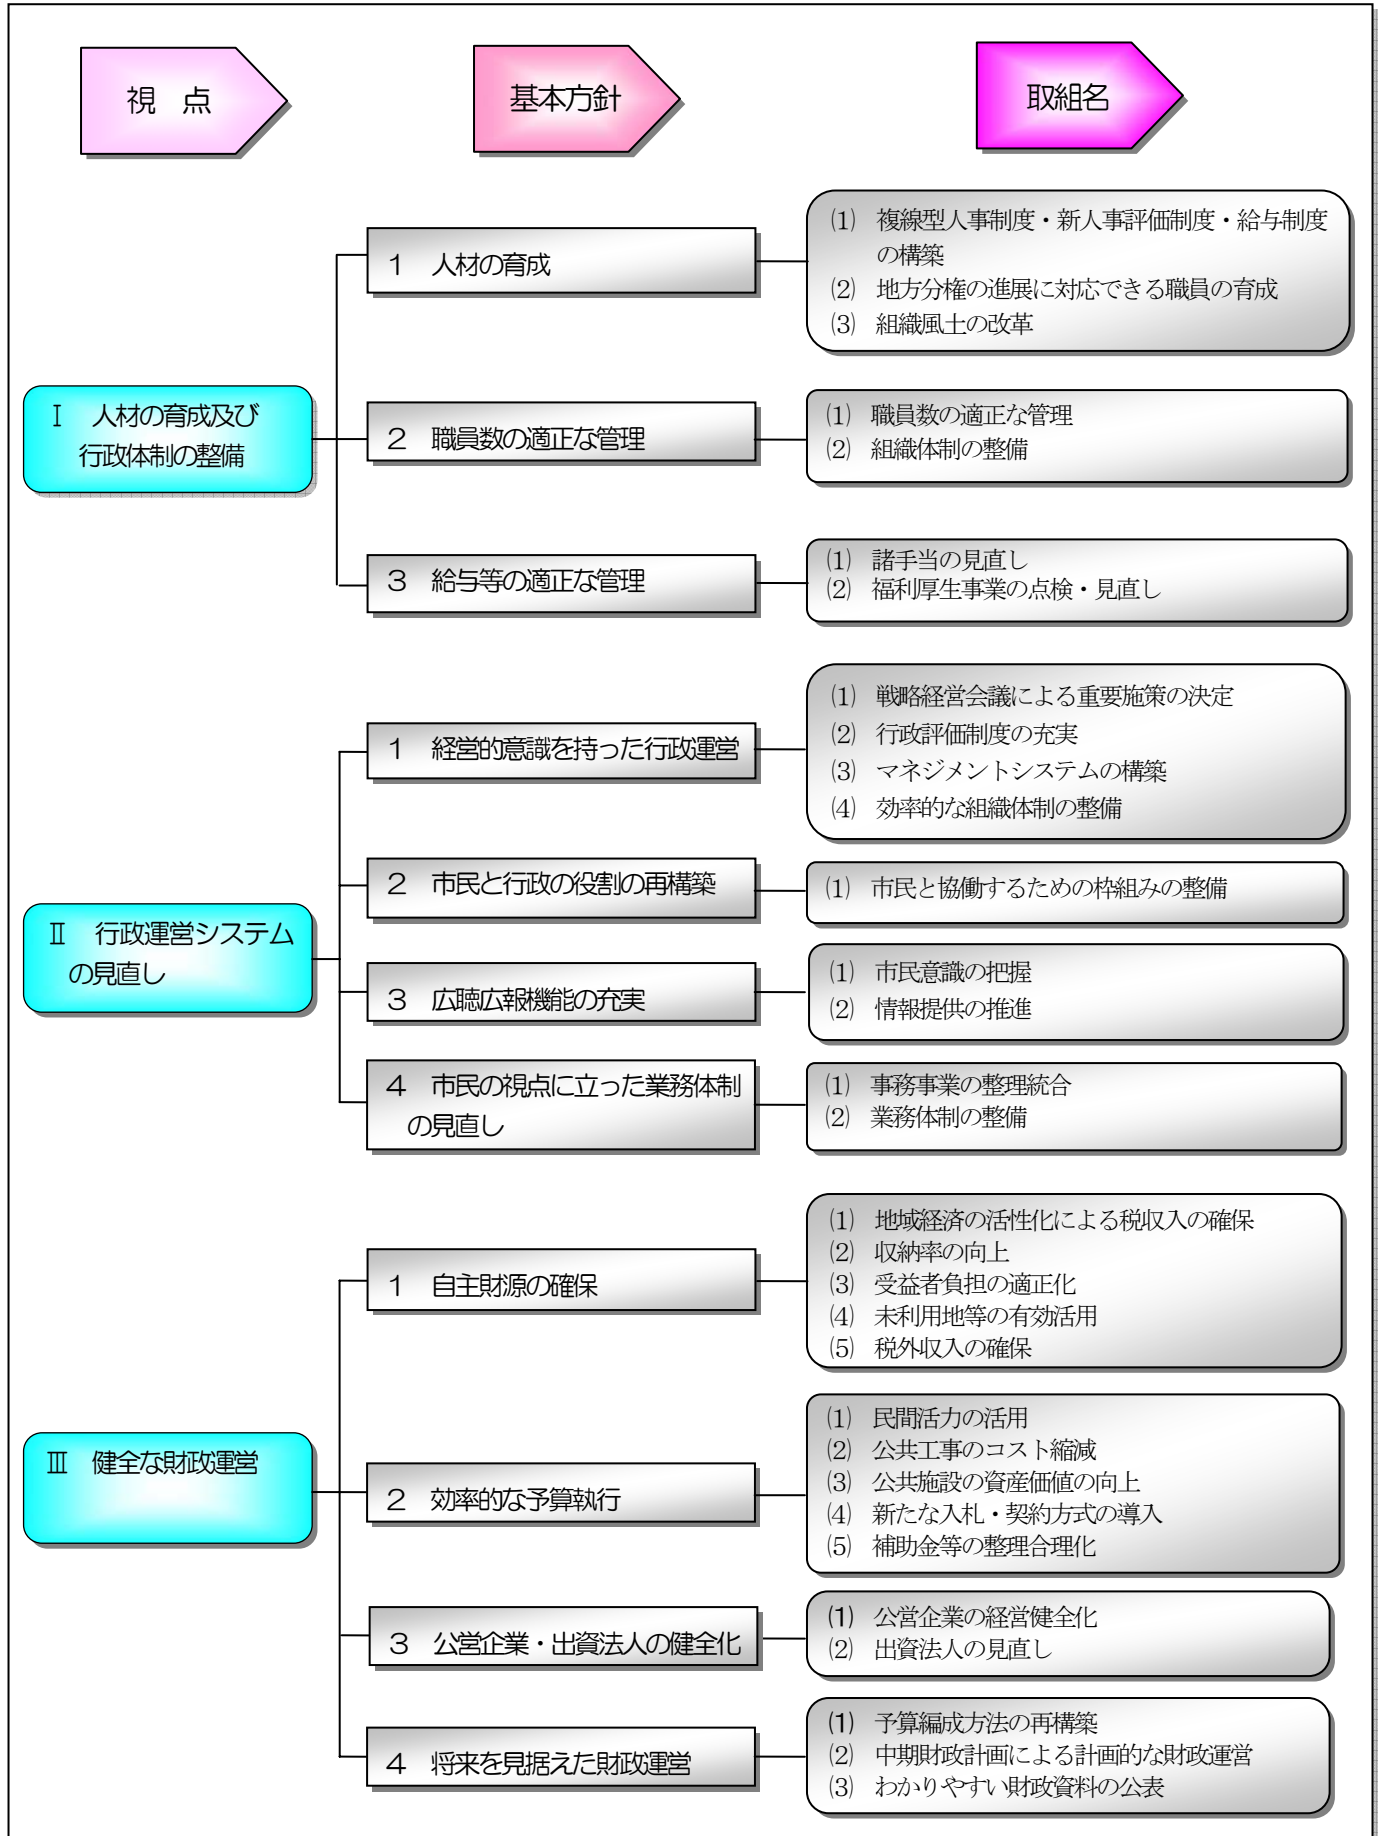 視　点
基本方針
取組名
Ⅰ　人材の育成及び
行政体制の整備
１　人材の育成
⑴　複線型人事制度・新人事評価制度・給与制度
の構築
⑵　地方分権の進展に対応できる職員の育成
⑶　組織風土の改革
２　職員数の適正な管理
⑴　職員数の適正な管理
⑵　組織体制の整備
３　給与等の適正な管理
⑴　諸手当の見直し
⑵　福利厚生事業の点検・見直し
Ⅱ　行政運営システム
の見直し
１　経営的意識を持った行政運営
⑴　戦略経営会議による重要施策の決定
⑵　行政評価制度の充実
⑶　マネジメントシステムの構築
⑷　効率的な組織体制の整備
２　市民と行政の役割の再構築
⑴　市民と協働するための枠組みの整備
３　広聴広報機能の充実
⑴　市民意識の把握
⑵　情報提供の推進
４　市民の視点に立った業務体制
の見直し
⑴　事務事業の整理統合
⑵　業務体制の整備
Ⅲ　健全な財政運営
１　自主財源の確保
⑴　地域経済の活性化による税収入の確保
⑵　収納率の向上
⑶　受益者負担の適正化
⑷　未利用地等の有効活用
⑸　税外収入の確保
２　効率的な予算執行
⑴　民間活力の活用
⑵　公共工事のコスト縮減
⑶　公共施設の資産価値の向上
⑷　新たな入札・契約方式の導入
⑸　補助金等の整理合理化
３　公営企業・出資法人の健全化
⑴　公営企業の経営健全化
⑵　出資法人の見直し
４　将来を見据えた財政運営
⑴　予算編成方法の再構築
⑵　中期財政計画による計画的な財政運営
⑶　わかりやすい財政資料の公表